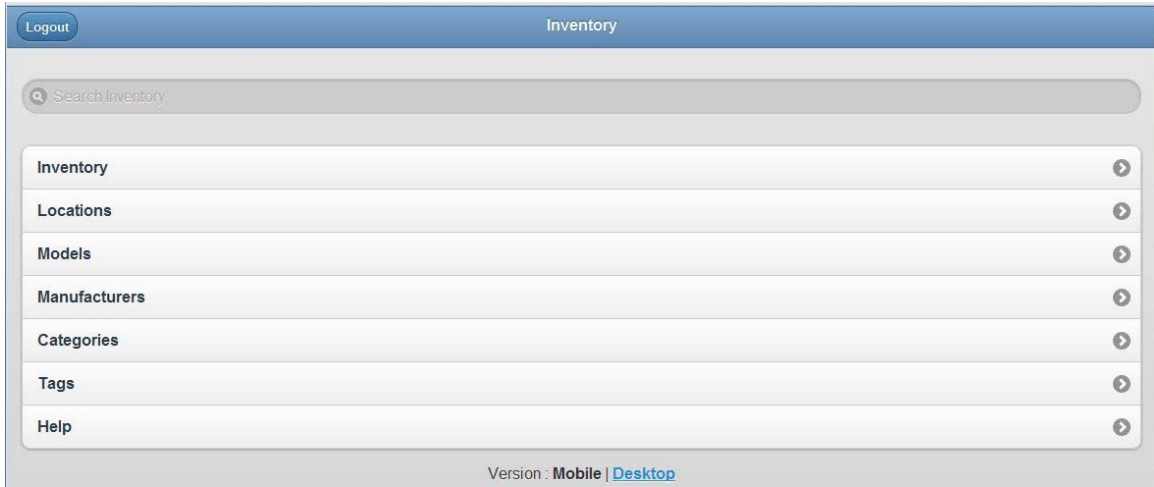 Logout
Inventory
Search Inventory
Inventory
Locations
Models
Manufacturers
Categories
Tags
Help
Version : Mobile | Desktop